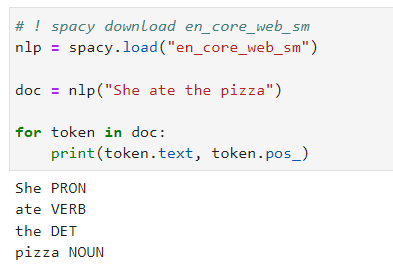 # ! spacy download en_core_web_sm
nlp = spacy.load("en_core_web_sm")
doc = nlp("She ate the pizza")
for token in doc:
    print(token.text, token.pos_)
She PRON
ate VERB
the DET
pizza NOUN